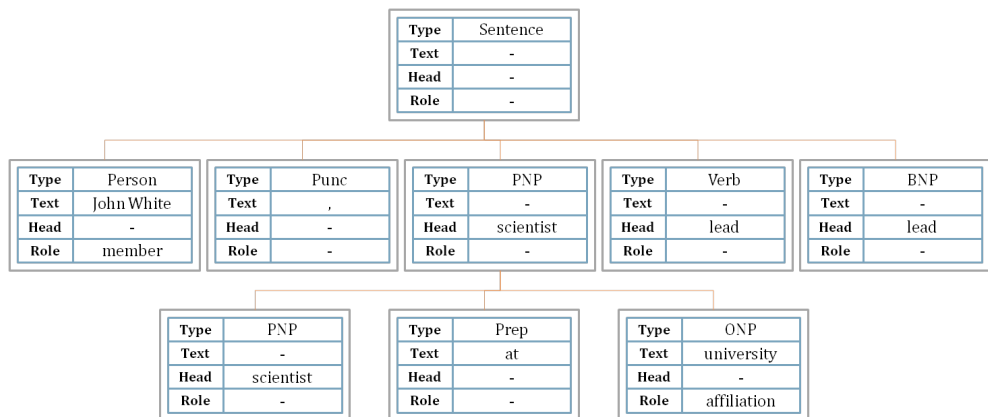 Type Sentence
Text -
Head -
Role -
Type Person
Text John White
Head -
Role member
Type Punc
Text ,
Head -
Role -
Type PNP
Text -
Head scientist
Role -
Type Verb
Text -
Head lead
Role -
Type BNP
Text -
Head lead
Role -
Type PNP
Text -
Head scientist
Role -
Type Prep
Text at
Head -
Role -
Type ONP
Text university
Head -
Role affiliation